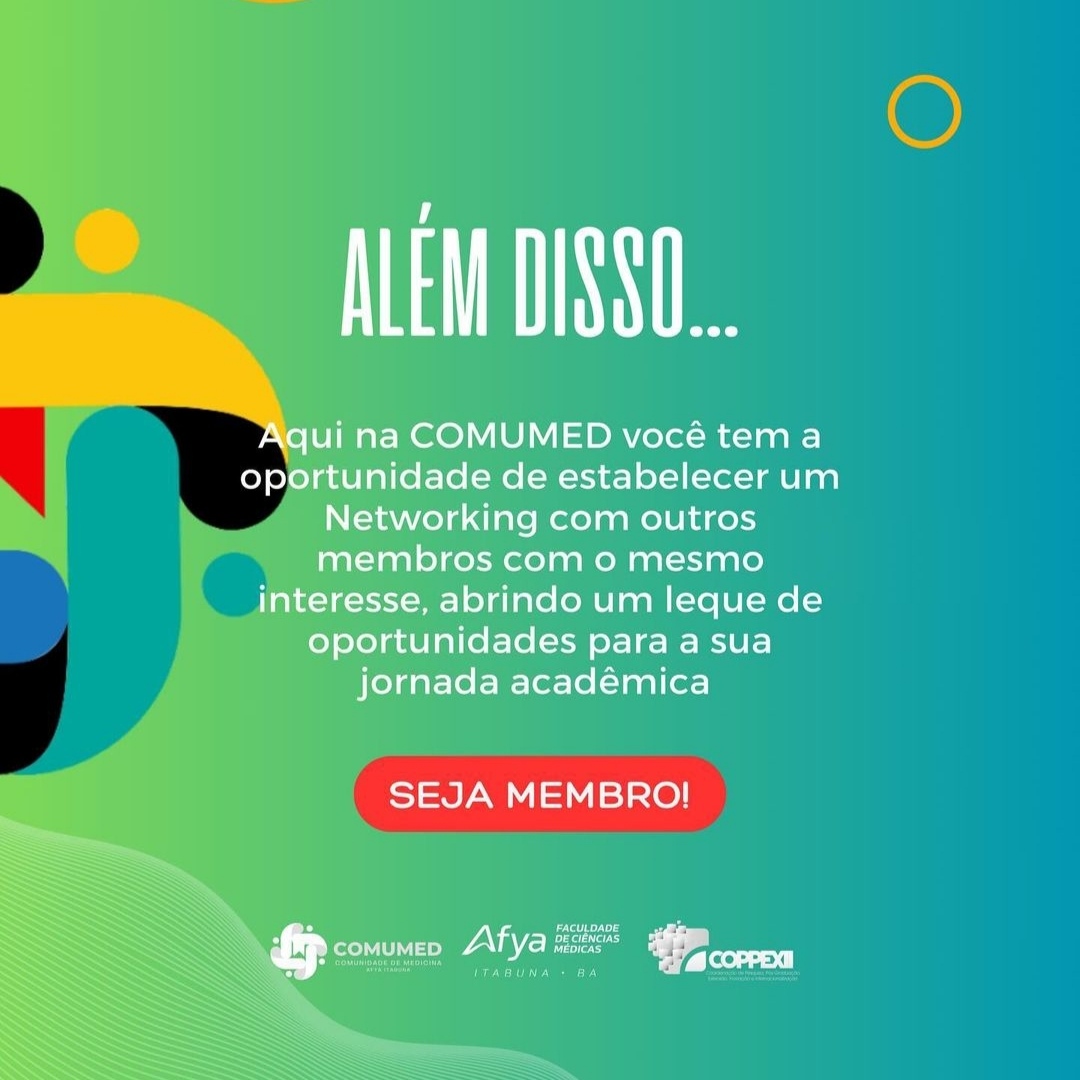 ALÉM DISSO...
Aqui na COMUMED você tem a
oportunidade de estabelecer um
Networking com outros
membros com o mesmo
interesse, abrindo um leque de
oportunidades para a sua
jornada acadêmica
SEJA MEMBRO!
COMUMED
COMUNIDADE DE MEDICINA
AFYA ITABUNA
Afya
FACULDADE
DE CIÊNCIAS
MÉDICAS
ITABUNA • BA
COPPEXII